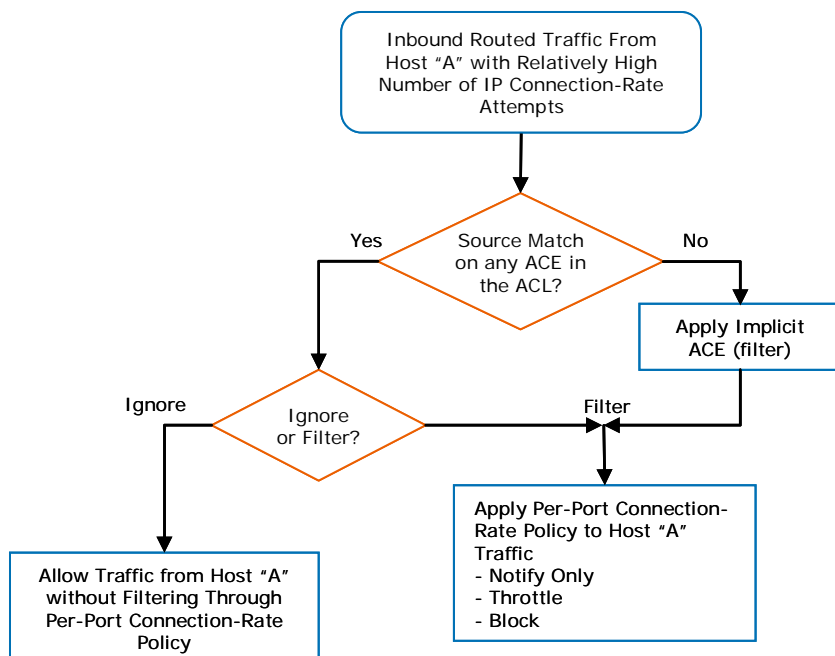 Inbound Routed Traffic From
Host “A” with Relatively High
Number of IP Connection-Rate
Attempts
Yes
Source Match
on any ACE in
the ACL?
No
Apply Implicit
ACE (filter)
Ignore
Ignore
or Filter?
Filter
Apply Per-Port Connection-
Rate Policy to Host “A”
Traffic
- Notify Only
- Throttle
- Block
Allow Traffic from Host “A”
without Filtering Through
Per-Port Connection-Rate
Policy